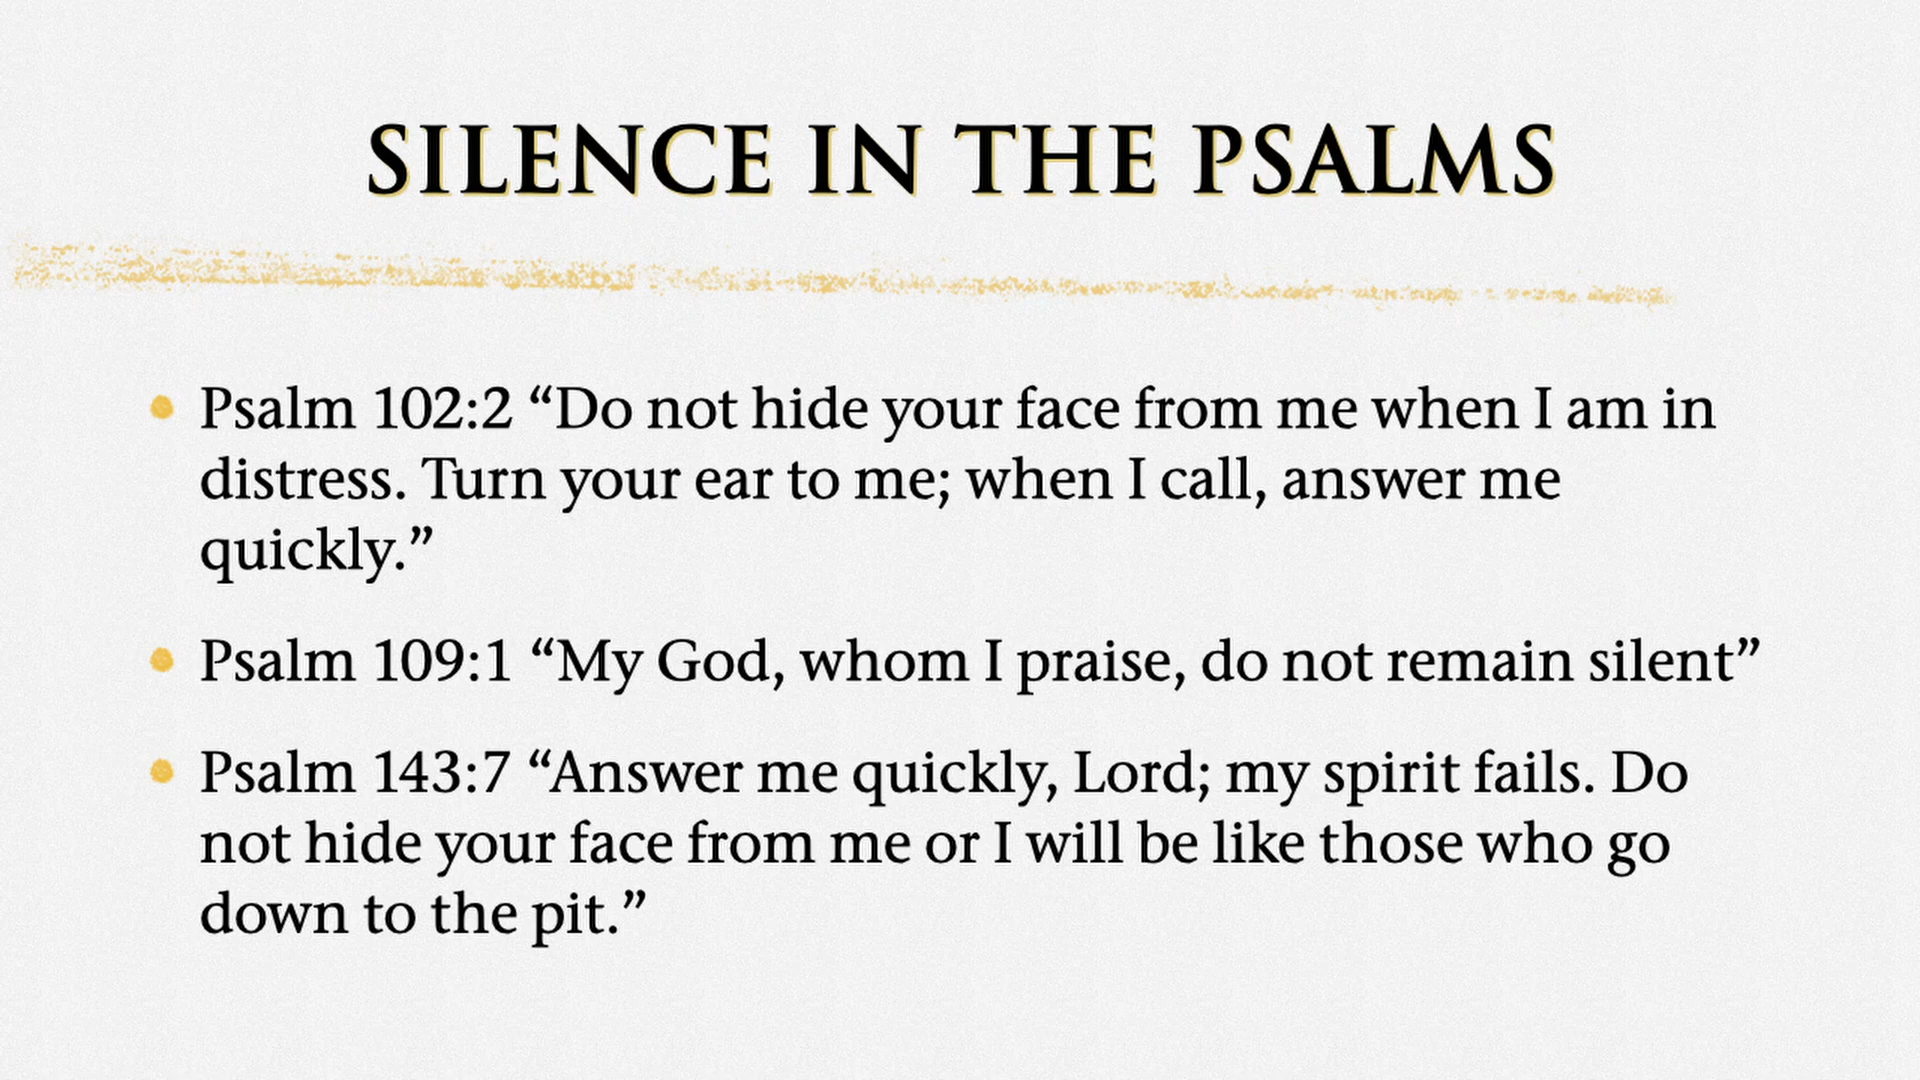 SILENCE IN THE PSALMS
• Psalm 102:2 “Do not hide your face from me when I am in
distress. Turn your ear to me; when I call, answer me
quickly.”
• Psalm 109:1 “My God, whom I praise, do not remain silent”
• Psalm 143:7 “Answer me quickly, Lord; my spirit fails. Do
not hide your face from me or I will be like those who go
down to the pit.”